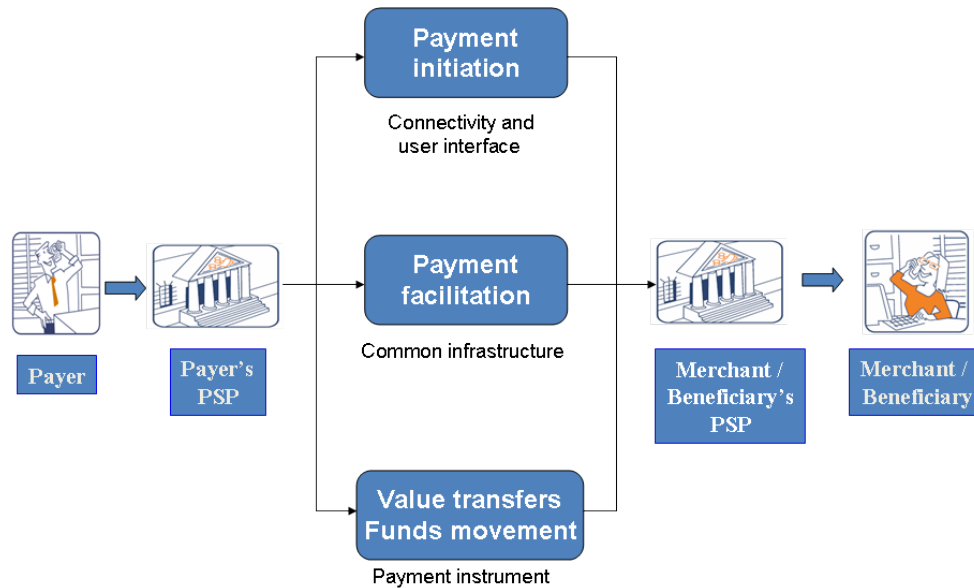 Payment
initiation
Connectivity and
user interface
Payment
facilitation
Common infrastructure
Payer
Payer's
PSP
Merchant /
Beneficiary's
PSP
Merchant /
Beneficiary
Value transfers
Funds movement
Payment instrument